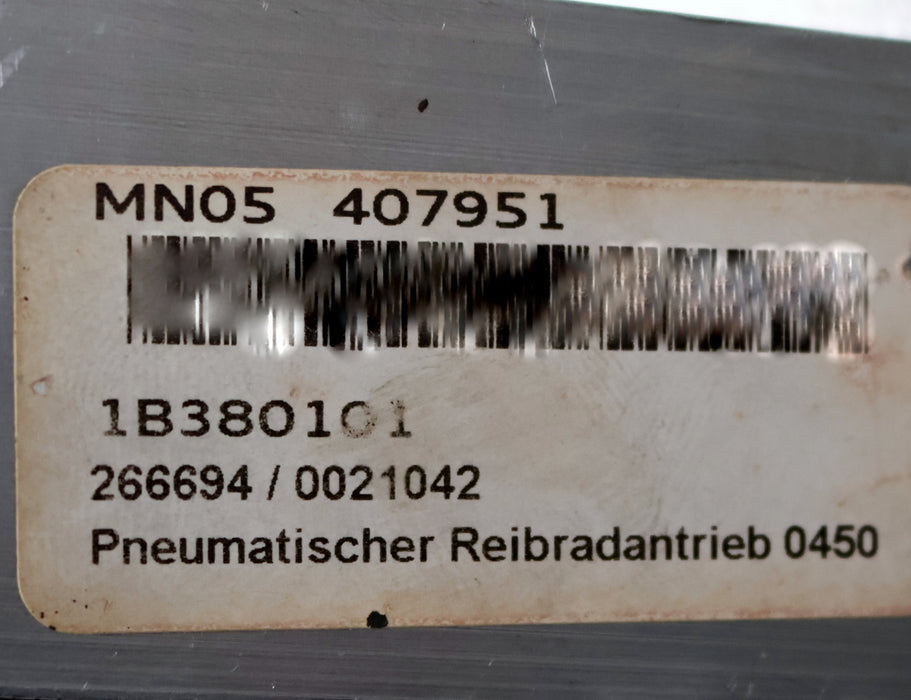 MN05 407951
1B380101
266694 / 0021042
Pneumatischer Reibradantrieb 0450